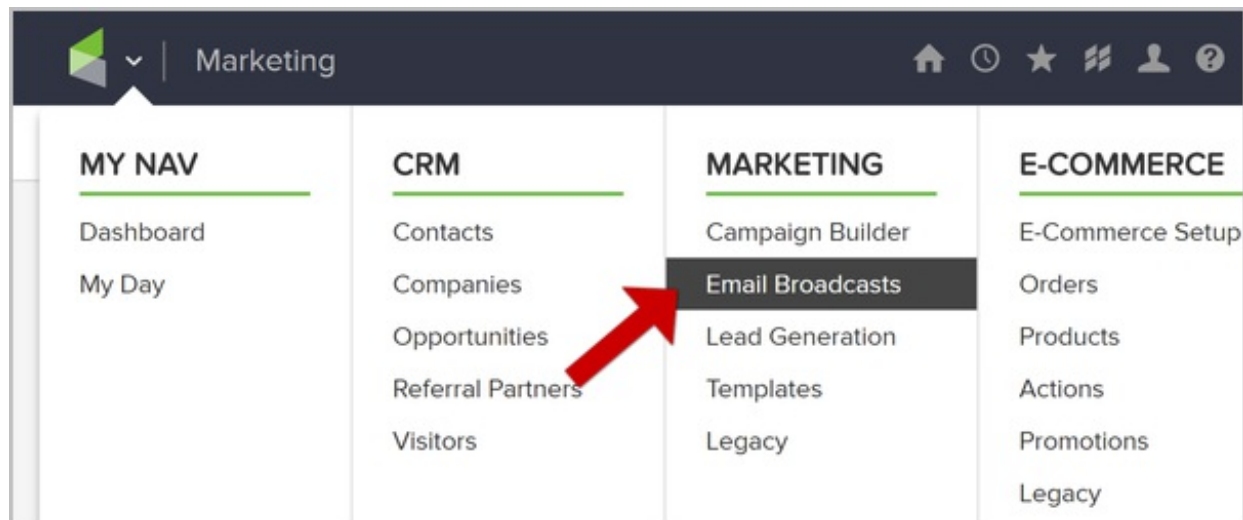 Marketing
MY NAV
Dashboard
My Day
CRM
Contacts
Companies
Opportunities
Referral Partners
Visitors
MARKETING
Campaign Builder
Email Broadcasts
Lead Generation
Templates
Legacy
E-COMMERCE
E-Commerce Setup
Orders
Products
Actions
Promotions
Legacy